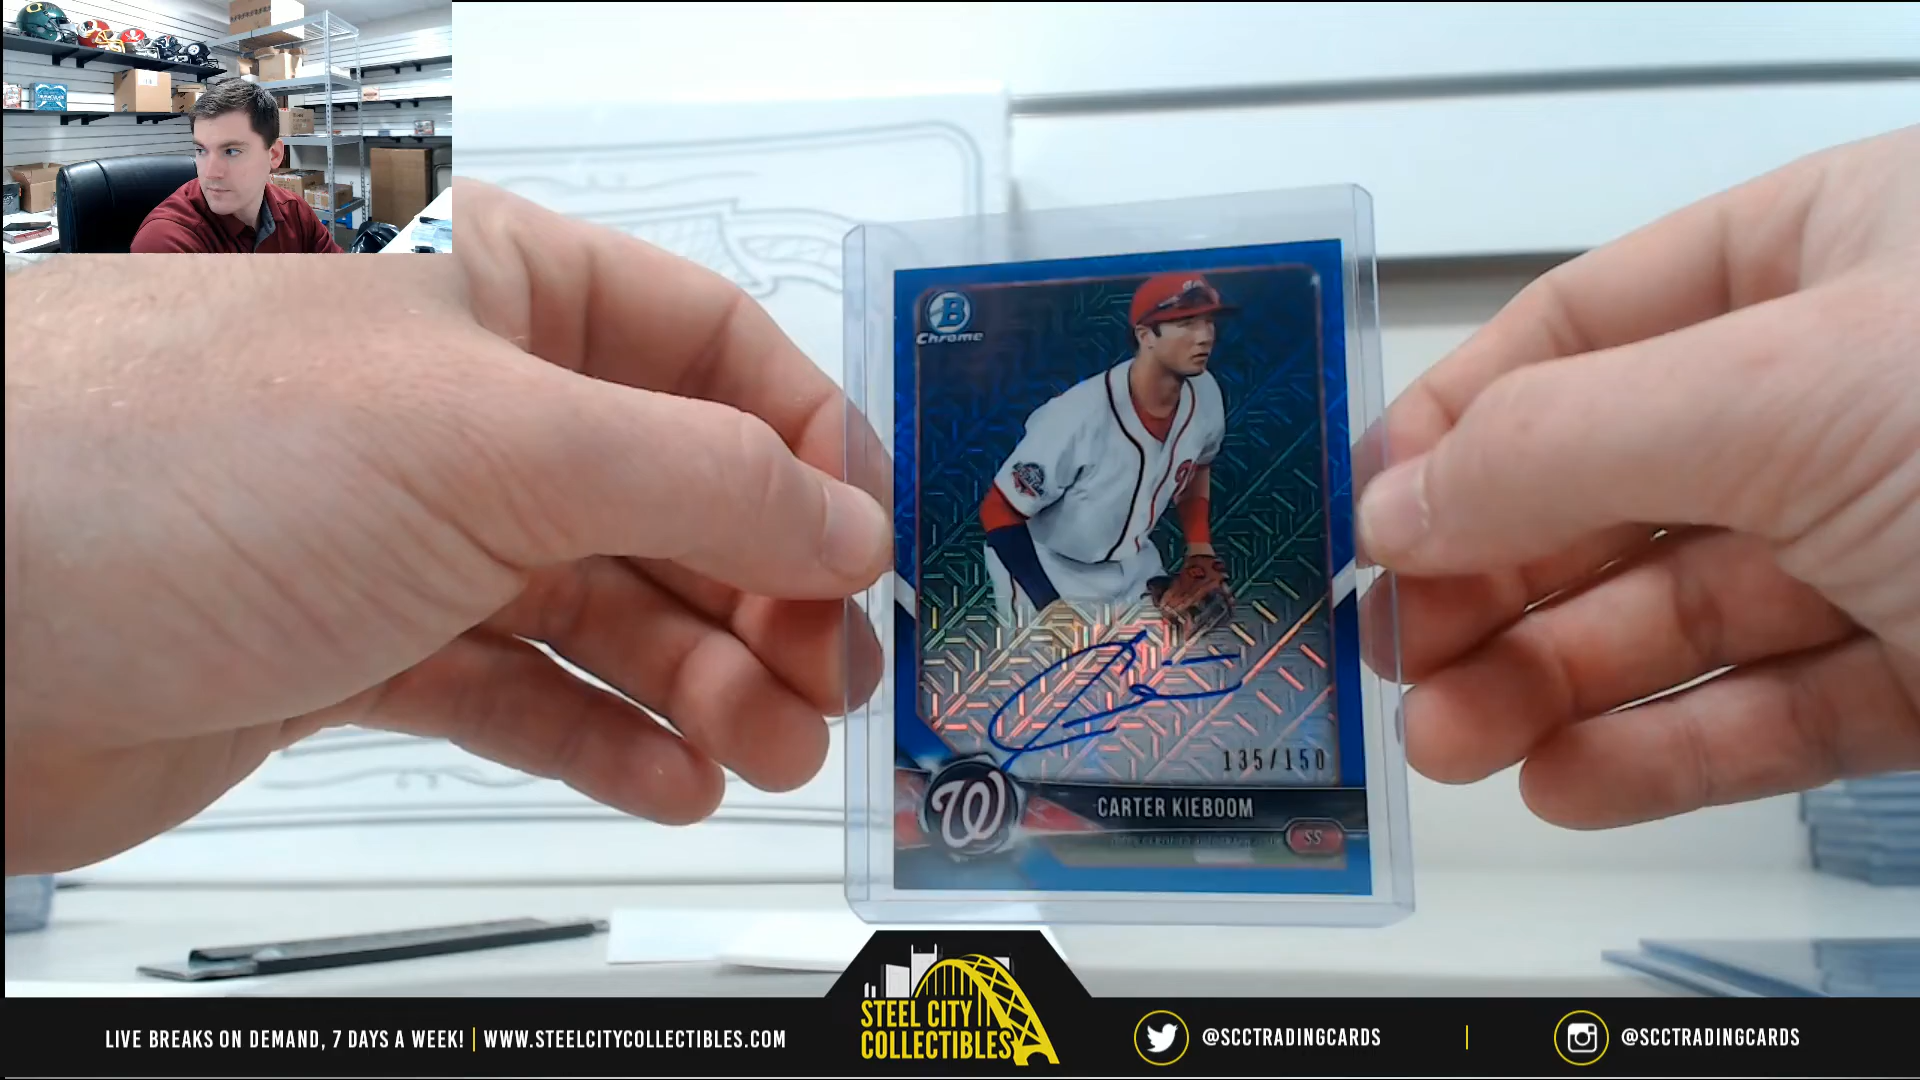 B
Chrome
135/150
W
CARTER KIEBOOM
SS
STEEL CITY
COLLECTIBLES
LIVE BREAKS ON DEMAND, 7 DAYS A WEEK! | WWW.STEELCITYCOLLECTIBLES.COM
@SCCTRADINGCARDS | @SCCTRADINGCARDS